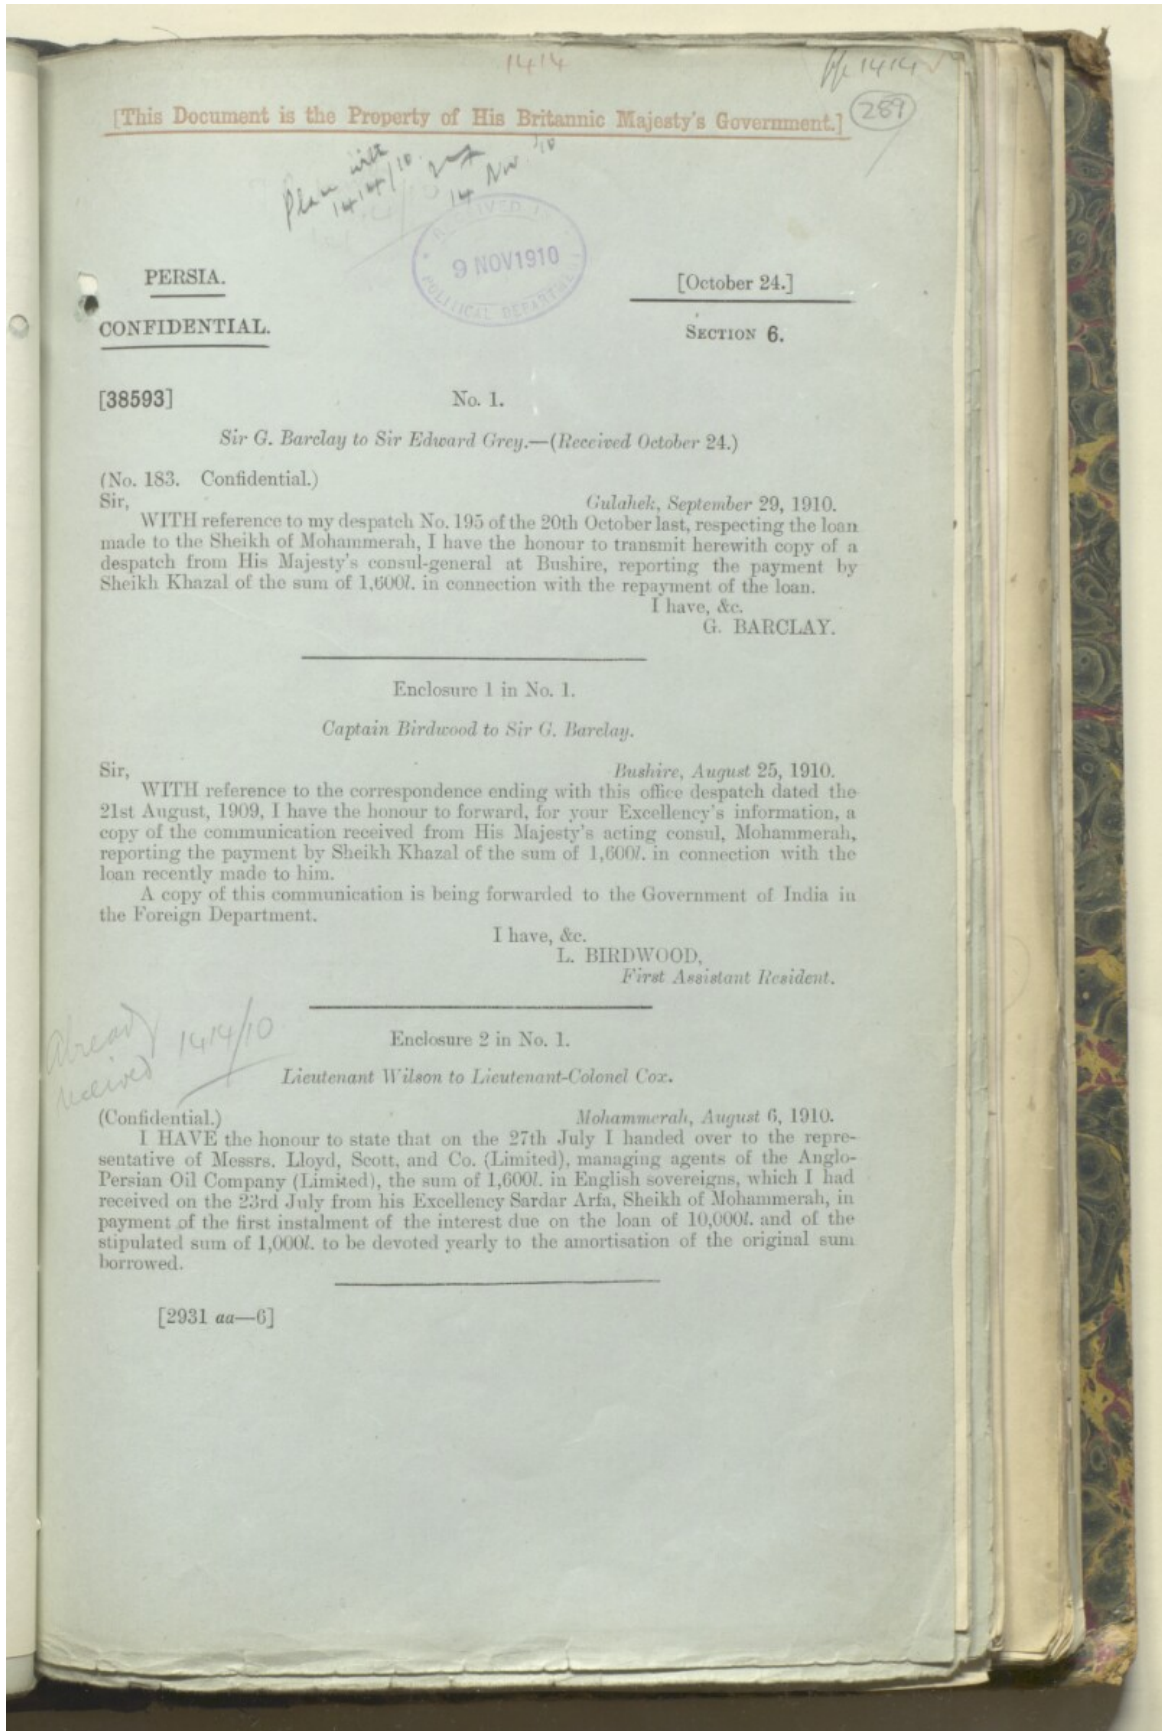 1414
1414
[This Document is the Property of His Britannic Majesty's Government.]
289
Place with
1414/10
14 Nov '10
RECEIVED IN
9 NOV 1910
POLITICAL DEPARTMENT
PERSIA.
[October 24.]
CONFIDENTIAL.
SECTION 6.
[38593]
No. 1.
Sir G. Barclay to Sir Edward Grey.—(Received October 24.)
(No. 183. Confidential.)
Sir,
Gulahek, September 29, 1910.
WITH reference to my despatch No. 195 of the 20th October last, respecting the loan
made to the Sheikh of Mohammerah, I have the honour to transmit herewith copy of a
despatch from His Majesty's consul-general at Bushire, reporting the payment by
Sheikh Khazal of the sum of 1,600l. in connection with the repayment of the loan.
I have, &c.
G. BARCLAY.
Enclosure 1 in No. 1.
Captain Birdwood to Sir G. Barclay.
Sir,
Bushire, August 25, 1910.
WITH reference to the correspondence ending with this office despatch dated the
21st August, 1909, I have the honour to forward, for your Excellency's information, a
copy of the communication received from His Majesty's acting consul, Mohammerah,
reporting the payment by Sheikh Khazal of the sum of 1,600l. in connection with the
loan recently made to him.
A copy of this communication is being forwarded to the Government of India in
the Foreign Department.
I have, &c.
L. BIRDWOOD,
First Assistant Resident.
Already
received
1414/10
Enclosure 2 in No. 1.
Lieutenant Wilson to Lieutenant-Colonel Cox.
(Confidential.)
Mohammerah, August 6, 1910.
I HAVE the honour to state that on the 27th July I handed over to the repre-
sentative of Messrs. Lloyd, Scott, and Co. (Limited), managing agents of the Anglo-
Persian Oil Company (Limited), the sum of 1,600l. in English sovereigns, which I had
received on the 23rd July from his Excellency Sardar Arfa, Sheikh of Mohammerah, in
payment of the first instalment of the interest due on the loan of 10,000l. and of the
stipulated sum of 1,000l. to be devoted yearly to the amortisation of the original sum
borrowed.
[2931 aa—6]